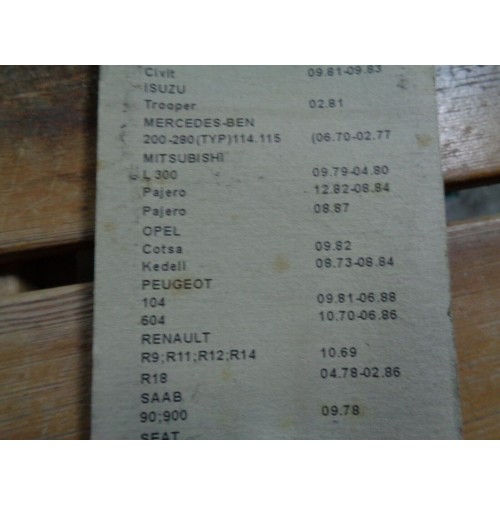 Civit 09.81-09.83
ISUZU
Trooper 02.81
MERCEDES-BEN
200-280(TYP)114.115 (06.70-02.77
MITSUBISHI
L 300 09.79-04.80
Pajero 12.82-08.84
Pajero 08.87
OPEL
Cotsa 09.82
Kedell 08.73-08.84
PEUGEOT
104 09.81-06.88
604 10.70-06.86
RENAULT
R9;R11;R12;R14 10.69
R18 04.78-02.86
SAAB
90;900 09.78
SEAT